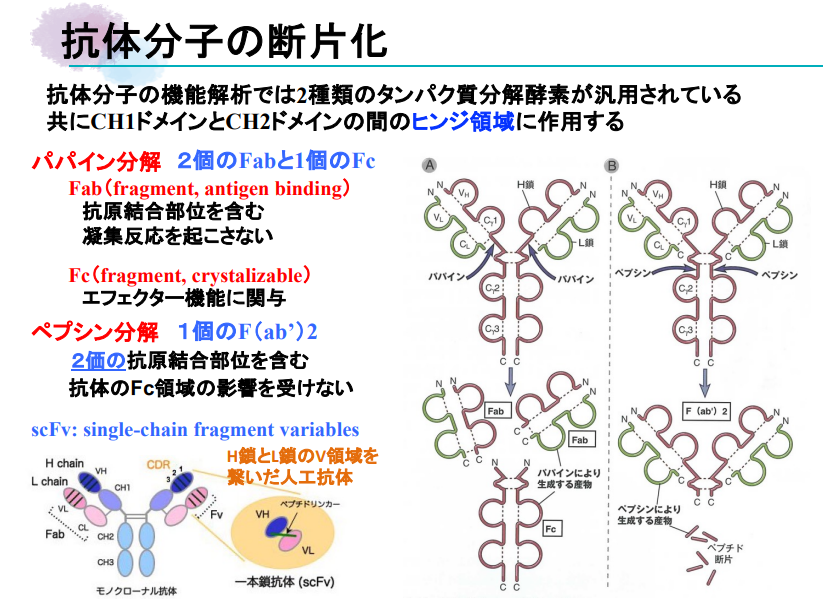 抗体分子の断片化
抗体分子の機能解析では2種類のタンパク質分解酵素が汎用されている
共にCH1ドメインとCH2ドメインの間のヒンジ領域に作用する
パパイン分解 2個のFabと1個のFc
Fab（fragment, antigen binding）
抗原結合部位を含む
凝集反応を起こさない
Fc（fragment, crystalizable）
エフェクター機能に関与
ペプシン分解 1個のF（ab’）2
2価の抗原結合部位を含む
抗体のFc領域の影響を受けない
scFv: single-chain fragment variables
H鎖とL鎖のV領域を
繋いだ人工抗体
H chain
L chain
VH
CH1
CDR
3 2 1
VL
CL
Fab
Fv
CH2
CH3
モノクローナル抗体
ペプチドリンカー
VH
VL
一本鎖抗体 (scFv)
A
N N
N N
VH
H鎖
VL
Cγ1
CL
L鎖
パパイン
パパイン
Cγ2
Cγ3
C C
N N
N N
Fab
Fab
C C
C C
パパインにより
生成する産物
N N
Fc
C C
B
N N
N N
VH
H鎖
VL
Cγ1
CL
L鎖
C C
ペプシン
ペプシン
Cγ2
Cγ3
C C
N N
N N
F（ab'）2
C C
ペプシンにより
生成する産物
ペプチド
断片